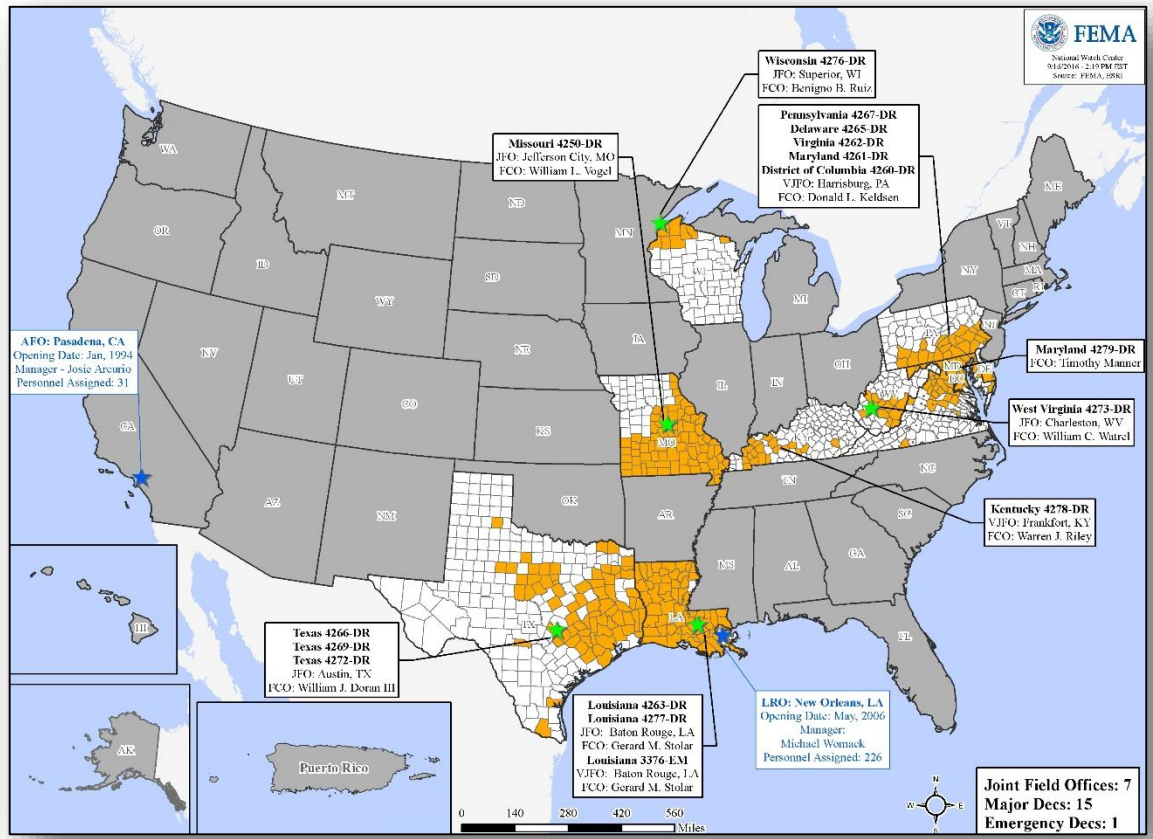 FEMA
National Watch Center
9/16/2016 - 2:19 PM EST
Source: FEMA, ESRI
Wisconsin 4276-DR
JFO: Superior, WI
FCO: Benigno B. Ruiz
Pennsylvania 4267-DR
Delaware 4265-DR
Virginia 4262-DR
Maryland 4261-DR
District of Columbia 4260-DR
VJFO: Harrisburg, PA
FCO: Donald L. Keldsen
Missouri 4250-DR
JFO: Jefferson City, MO
FCO: William L. Vogel
AFO: Pasadena, CA
Opening Date: Jan, 1994
Manager - Josie Arcurio
Personnel Assigned: 31
Maryland 4279-DR
FCO: Timothy Manner
West Virginia 4273-DR
JFO: Charleston, WV
FCO: William C. Watrel
Kentucky 4278-DR
VJFO: Frankfort, KY
FCO: Warren J. Riley
Texas 4266-DR
Texas 4269-DR
Texas 4272-DR
JFO: Austin, TX
FCO: William J. Doran III
Louisiana 4263-DR
Louisiana 4277-DR
JFO: Baton Rouge, LA
FCO: Gerard M. Stolar
Louisiana 3376-EM
VJFO: Baton Rouge, LA
FCO: Gerard M. Stolar
LRO: New Orleans, LA
Opening Date: May, 2006
Manager:
Michael Womack
Personnel Assigned: 226
WA
MT
ND
MN
ME
OR
ID
WY
SD
WI
MI
NY
VT
NH
MA
CT
RI
NV
UT
CO
NE
IA
IL
IN
OH
PA
NJ
MD
DE
DC
WV
CA
AZ
NM
KS
MO
OK
AR
TN
NC
SC
MS
AL
GA
TX
LA
FL
HI
AK
Puerto Rico
0 140 280 420 560
Miles
N
W
E
S
Joint Field Offices: 7
Major Decs: 15
Emergency Decs: 1